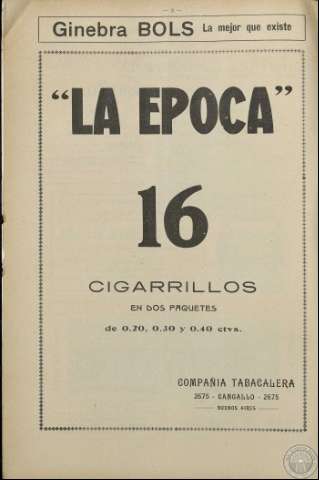 Ginebra BOLS La mejor que existe
"LA EPOCA"
16
CIGARRILLOS
EN DOS PAQUETES
de 0.20, 0.30 y 0.40 ctvs.
COMPAÑIA TABACALERA
2675 - CANGALLO - 2675
BUENOS AIRES